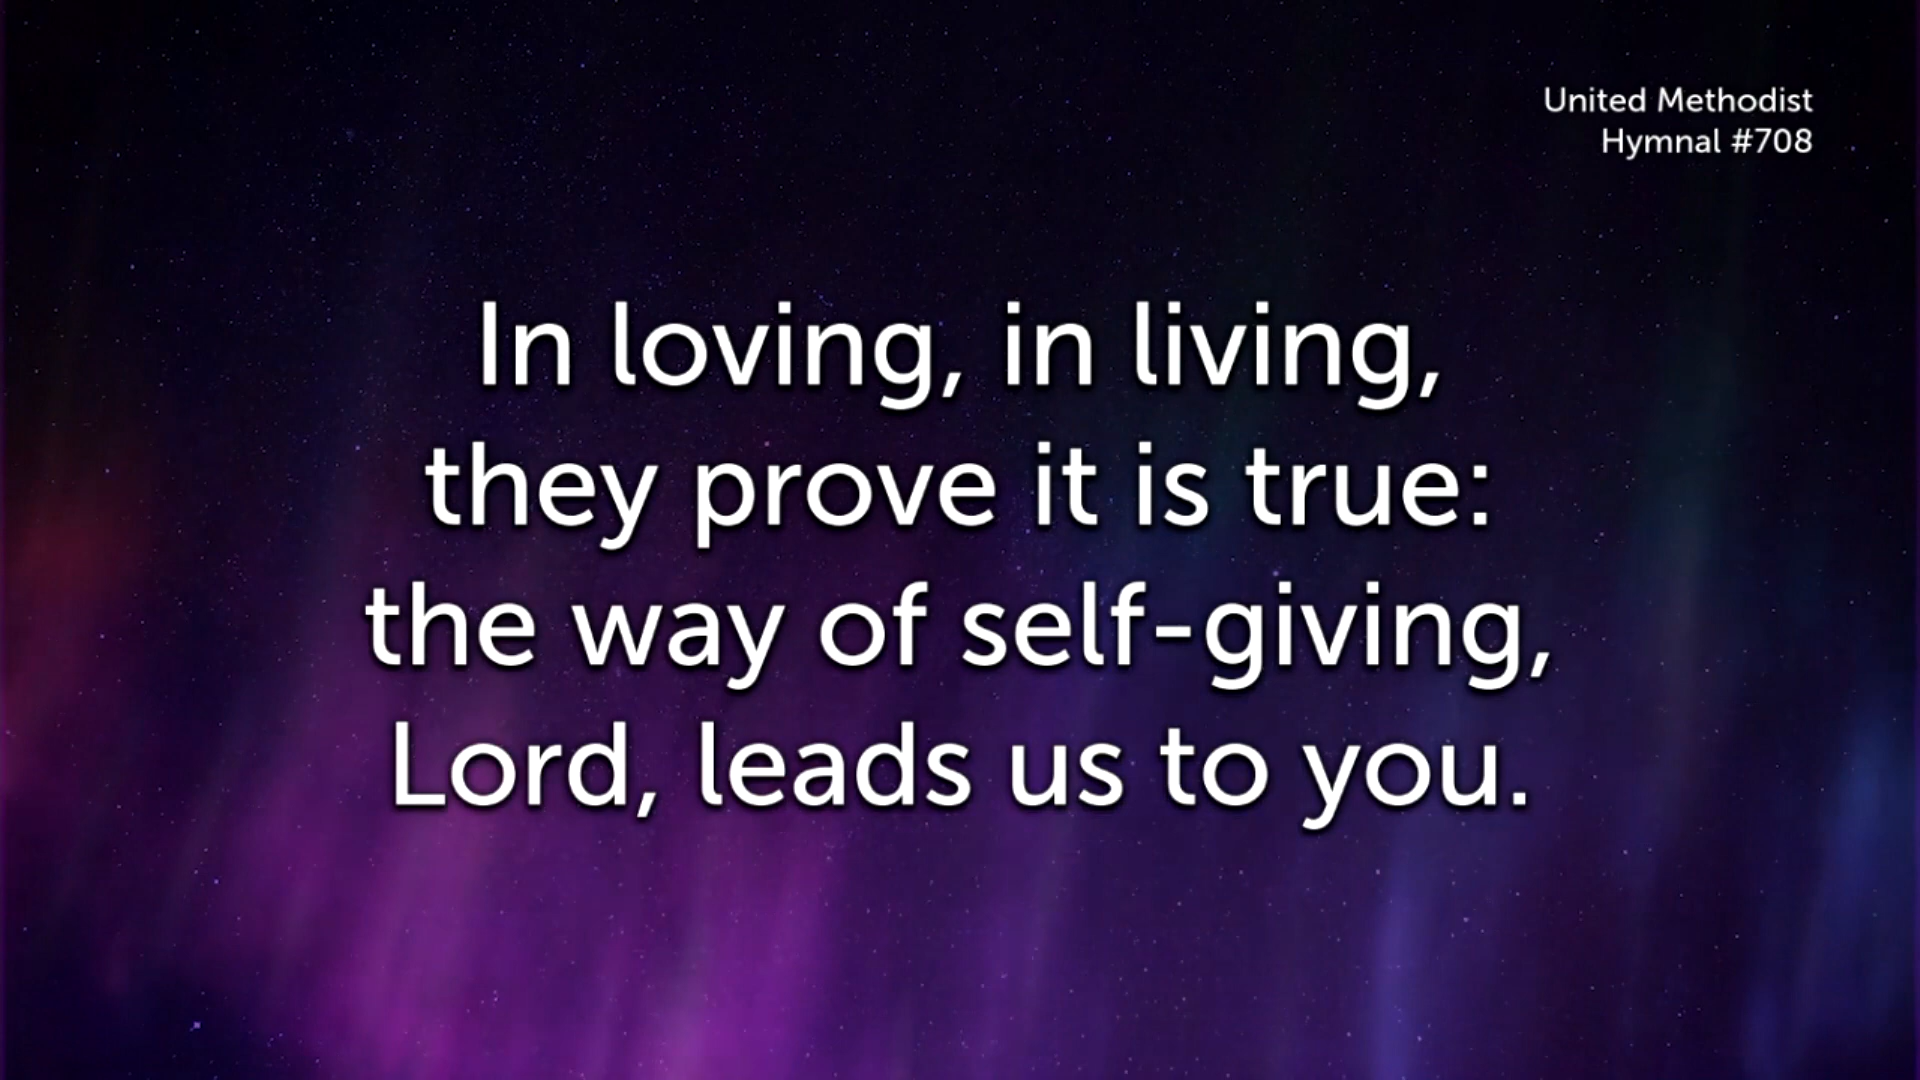 United Methodist
Hymnal #708
In loving, in living,
they prove it is true:
the way of self-giving,
Lord, leads us to you.